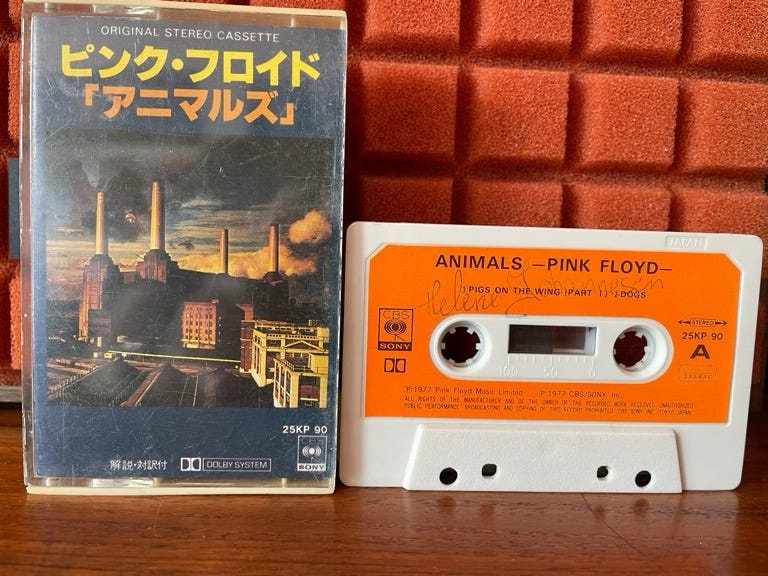 ORIGINAL STEREO CASSETTE
ピンク・フロイド
「アニマルズ」
25KP 90
CBS
SONY
解説・対訳付
DOLBY SYSTEM
JAPAN
ANIMALS —PINK FLOYD—
1)PIGS ON THE WING (PART 1) 2)DOGS
CBS
SONY
STEREO
25KP 90
A
Ⓟ 1977 Pink Floyd Music Limited Ⓟ 1977 CBS/SONY, Inc.
ALL RIGHTS OF THE MANUFACTURER AND OF THE OWNER OF THE RECORDED WORK RESERVED UNAUTHORIZED
PUBLIC PERFORMANCE BROADCASTING AND COPYING OF THIS RECORD PROHIBITED CBS SONY INC TOKYO JAPAN
100 50 0